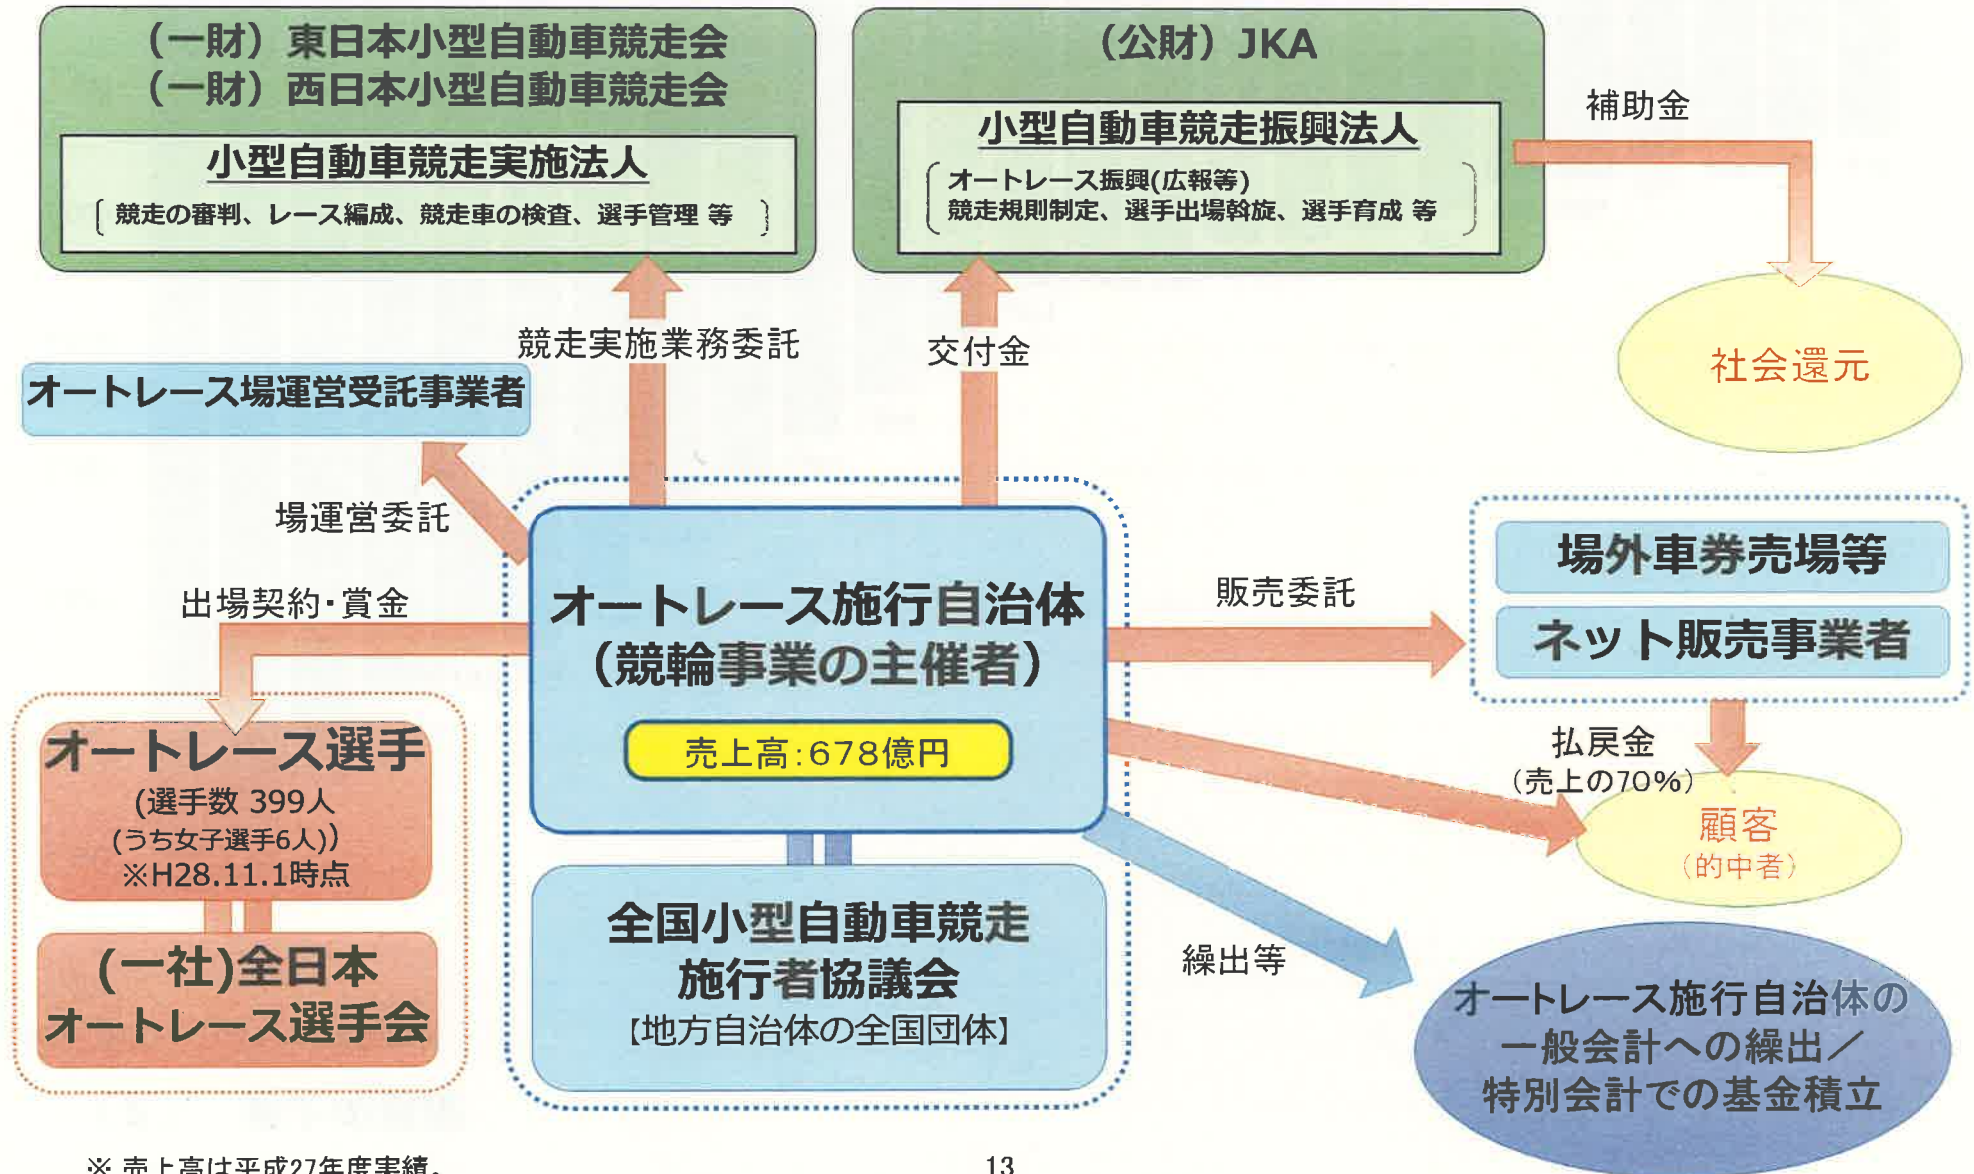 （一財）東日本小型自動車競走会
（一財）西日本小型自動車競走会
小型自動車競走実施法人
〔 競走の審判、レース編成、競走車の検査、選手管理 等 〕
（公財）JKA
小型自動車競走振興法人
オートレース振興(広報等)
競走規則制定、選手出場斡旋、選手育成 等
補助金
社会還元
競走実施業務委託
交付金
オートレース場運営受託事業者
場運営委託
出場契約・賞金
オートレース施行自治体
（競輪事業の主催者）
売上高：678億円
販売委託
場外車券売場等
ネット販売事業者
払戻金
（売上の70％）
顧客
（的中者）
オートレース選手
(選手数 399人
(うち女子選手6人)）
※H28.11.1時点
(一社)全日本
オートレース選手会
全国小型自動車競走
施行者協議会
【地方自治体の全国団体】
繰出等
オートレース施行自治体の
一般会計への繰出／
特別会計での基金積立
※ 売上高は平成27年度実績。
13